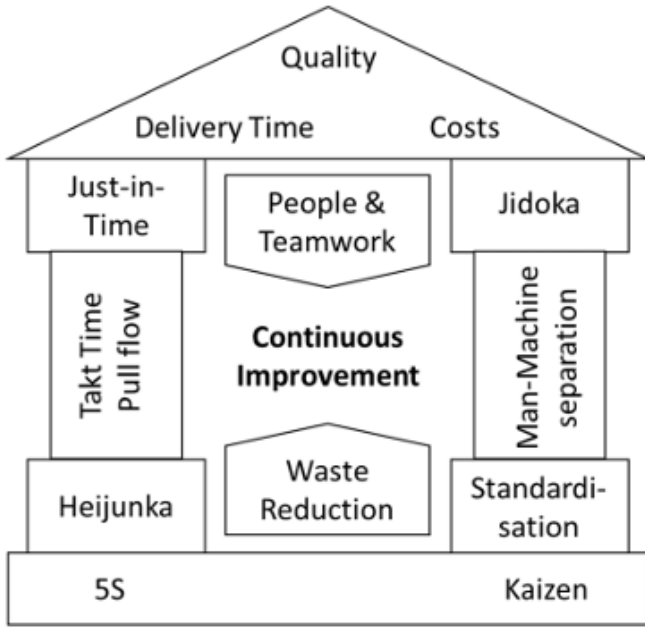 Quality
Delivery Time
Costs
Just-in-
Time
People &
Teamwork
Jidoka
Takt Time
Pull flow
Continuous
Improvement
Man-Machine
separation
Heijunka
Waste
Reduction
Standardi-
sation
5S
Kaizen